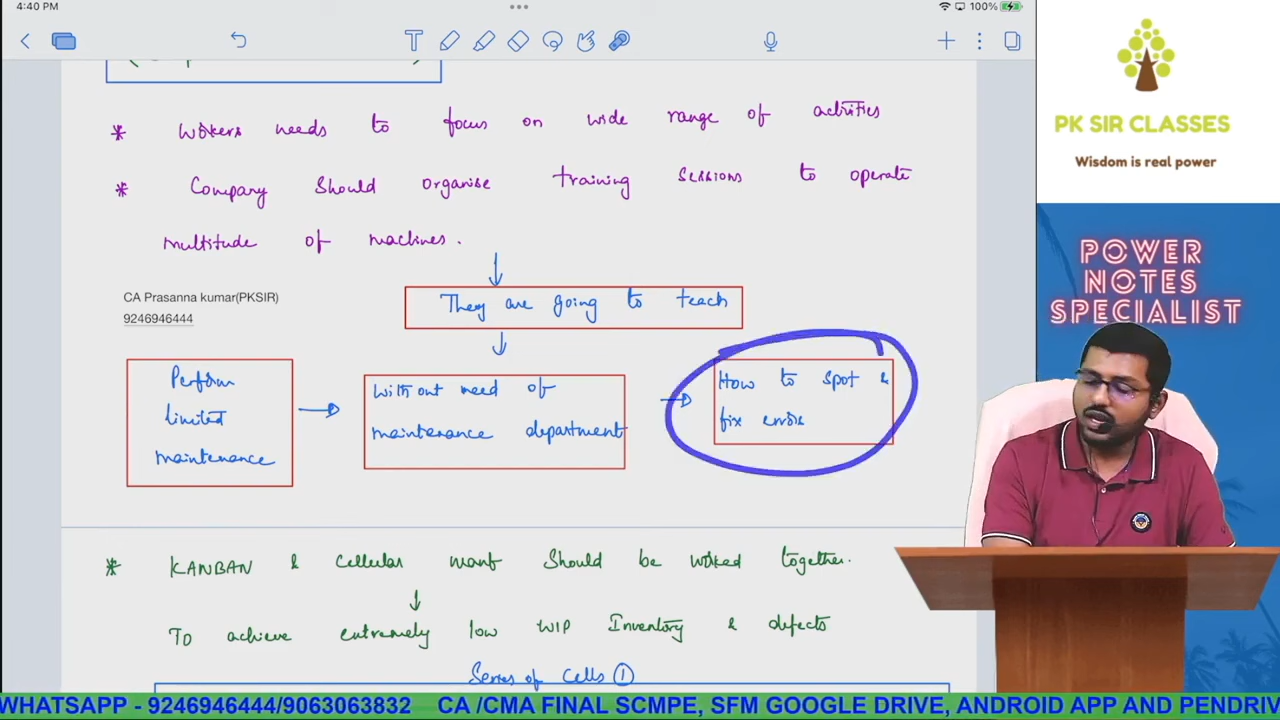 4:40 PM
100%
* Workers needs to focus on wide range of activities
* Company should organise training sessions to operate
multitude of machines.
They are going to teach
CA Prasanna kumar(PKSIR)
9246946444
Perform
limited
maintenance
Without need of
maintenance department
How to spot &
fix errors
* KANBAN & Cellular manf should be worked together.
To achieve extremely low WIP Inventory & defects
Series of Cells ①
PK SIR CLASSES
Wisdom is real power
POWER
NOTES
SPECIALIST
WHATSAPP - 9246946444/9063063832 CA /CMA FINAL SCMPE, SFM GOOGLE DRIVE, ANDROID APP AND PENDRIV